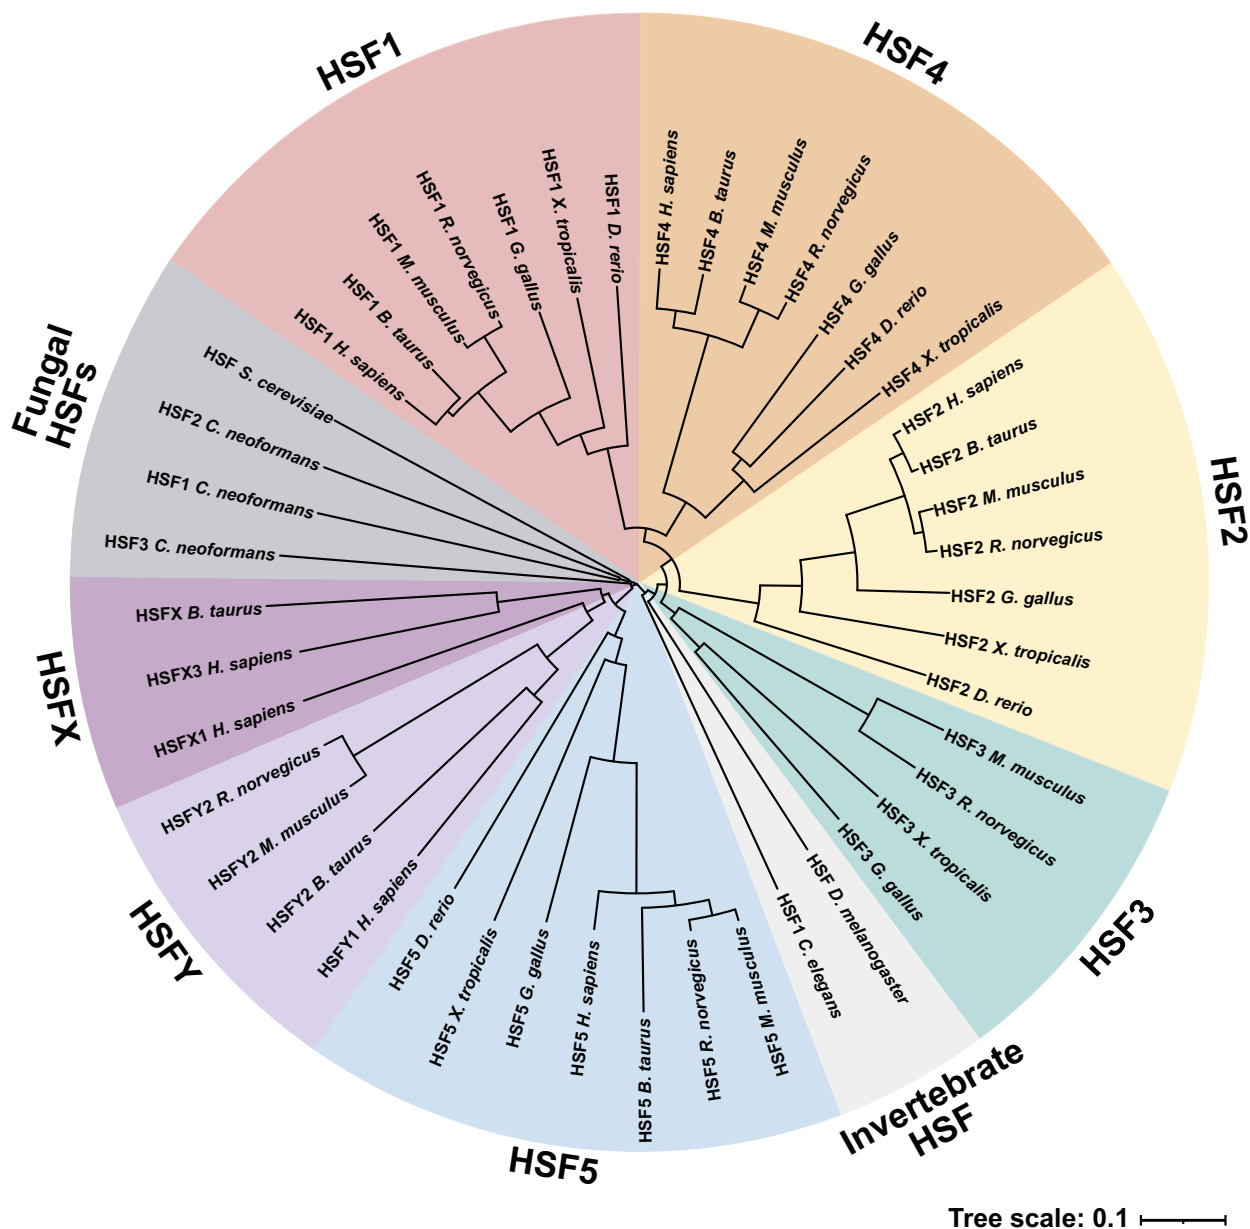 HSF1
HSF4
HSF2
HSF3
Invertebrate
HSF
HSF5
HSFY
HSFX
Fungal
HSFs
HSF1 H. sapiens
HSF1 B. taurus
HSF1 M. musculus
HSF1 R. norvegicus
HSF1 G. gallus
HSF1 X. tropicalis
HSF1 D. rerio
HSF4 H. sapiens
HSF4 B. taurus
HSF4 M. musculus
HSF4 R. norvegicus
HSF4 G. gallus
HSF4 D. rerio
HSF4 X. tropicalis
HSF2 H. sapiens
HSF2 B. taurus
HSF2 M. musculus
HSF2 R. norvegicus
HSF2 G. gallus
HSF2 X. tropicalis
HSF2 D. rerio
HSF3 M. musculus
HSF3 R. norvegicus
HSF3 X. tropicalis
HSF3 G. gallus
HSF D. melanogaster
HSF1 C. elegans
HSF5 M. musculus
HSF5 R. norvegicus
HSF5 B. taurus
HSF5 H. sapiens
HSF5 G. gallus
HSF5 X. tropicalis
HSF5 D. rerio
HSFY1 H. sapiens
HSFY2 B. taurus
HSFY2 M. musculus
HSFY2 R. norvegicus
HSFX1 H. sapiens
HSFX3 H. sapiens
HSFX B. taurus
HSF3 C. neoformans
HSF1 C. neoformans
HSF2 C. neoformans
HSF S. cerevisiae
Tree scale: 0.1